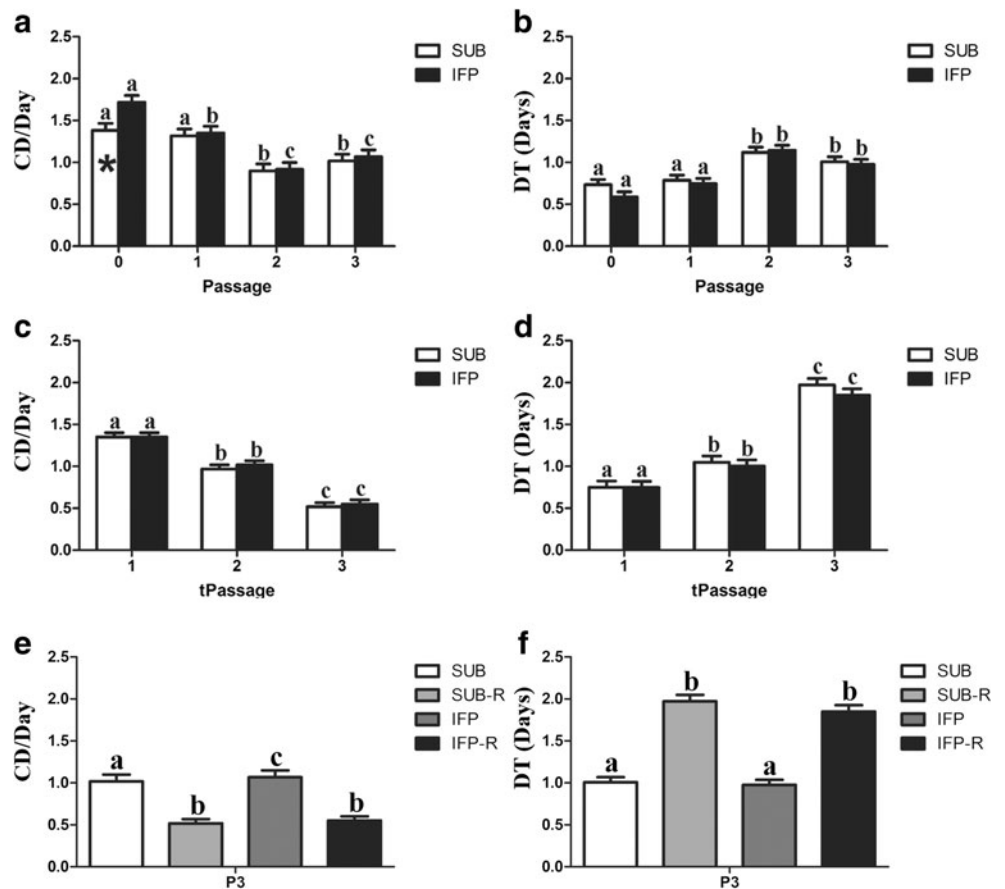 a
CD/Day
2.5
2.0
1.5
1.0
0.5
0.0
a a a b b c b c
*
0 1 2 3
Passage
SUB
IFP
b
DT (Days)
2.5
2.0
1.5
1.0
0.5
0.0
a a a a b b b b
0 1 2 3
Passage
SUB
IFP
c
CD/Day
2.5
2.0
1.5
1.0
0.5
0.0
a a b b c c
1 2 3
tPassage
SUB
IFP
d
DT (Days)
2.5
2.0
1.5
1.0
0.5
0.0
a a b b c c
1 2 3
tPassage
SUB
IFP
e
CD/Day
2.5
2.0
1.5
1.0
0.5
0.0
a b c b
P3
SUB
SUB-R
IFP
IFP-R
f
DT (Days)
2.5
2.0
1.5
1.0
0.5
0.0
a b a b
P3
SUB
SUB-R
IFP
IFP-R